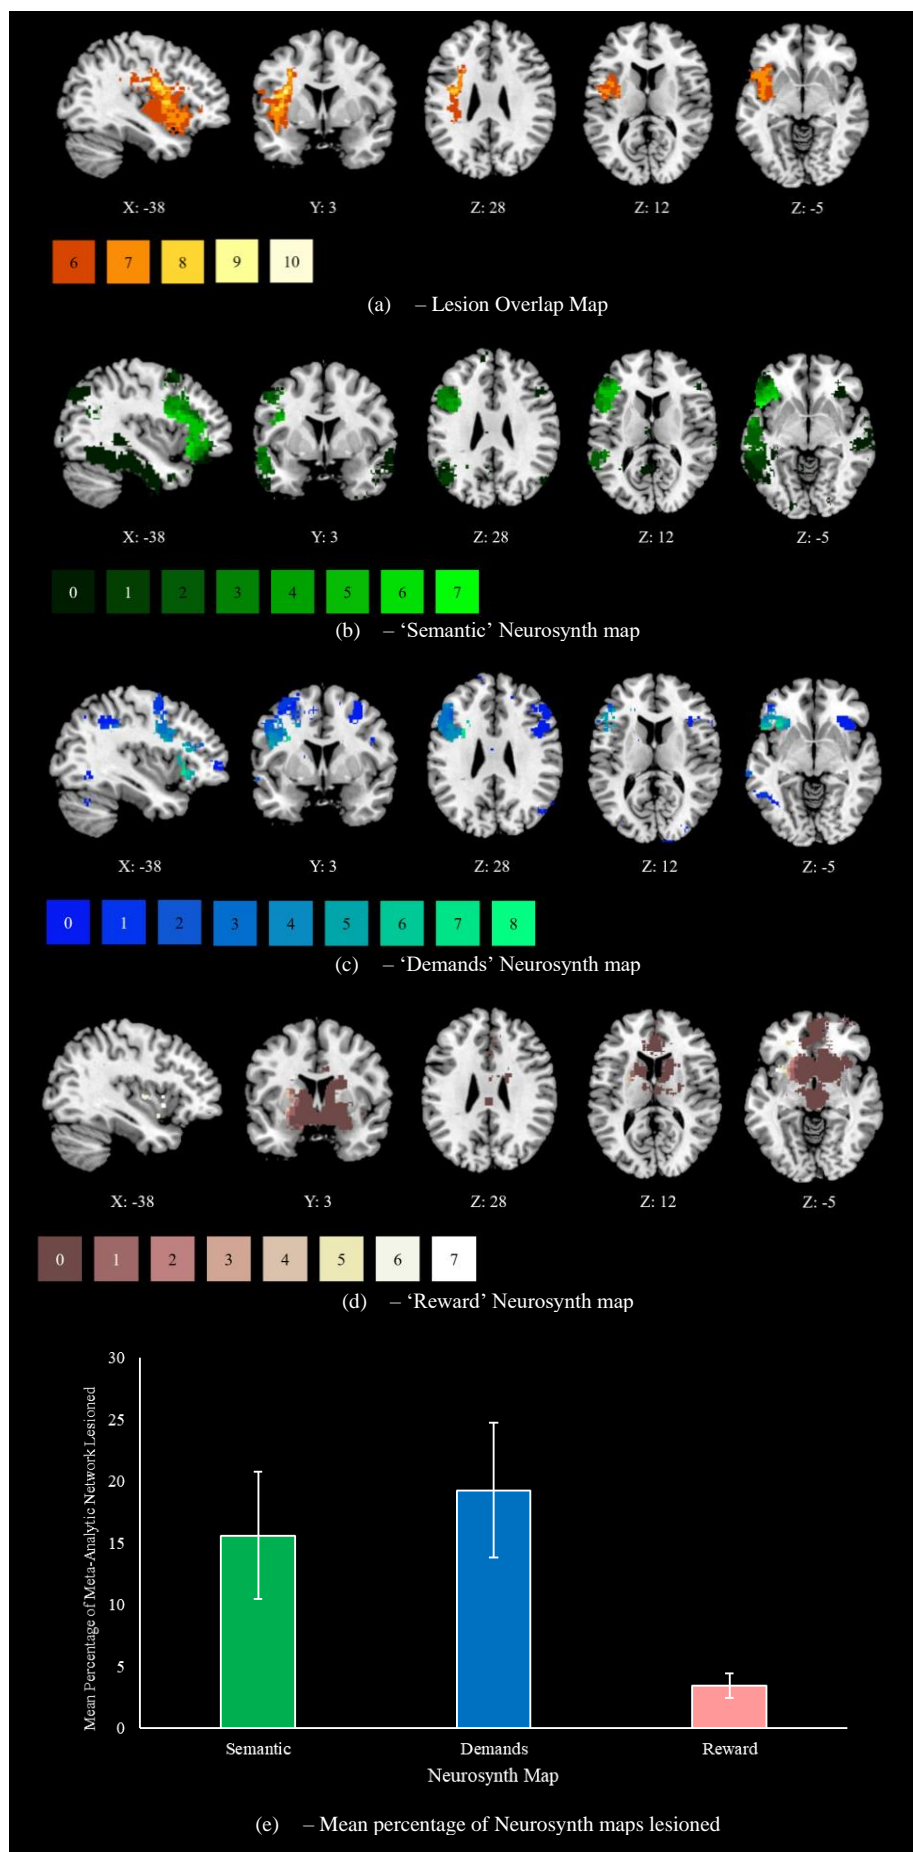 X: -38 Y: 3 Z: 28 Z: 12 Z: -5
6 7 8 9 10
(a) – Lesion Overlap Map
X: -38 Y: 3 Z: 28 Z: 12 Z: -5
0 1 2 3 4 5 6 7
(b) – ‘Semantic’ Neurosynth map
X: -38 Y: 3 Z: 28 Z: 12 Z: -5
0 1 2 3 4 5 6 7 8
(c) – ‘Demands’ Neurosynth map
X: -38 Y: 3 Z: 28 Z: 12 Z: -5
0 1 2 3 4 5 6 7
(d) – ‘Reward’ Neurosynth map
Mean Percentage of Meta-Analytic Network Lesioned
30
25
20
15
10
5
0
Semantic Demands Reward
Neurosynth Map
(e) – Mean percentage of Neurosynth maps lesioned